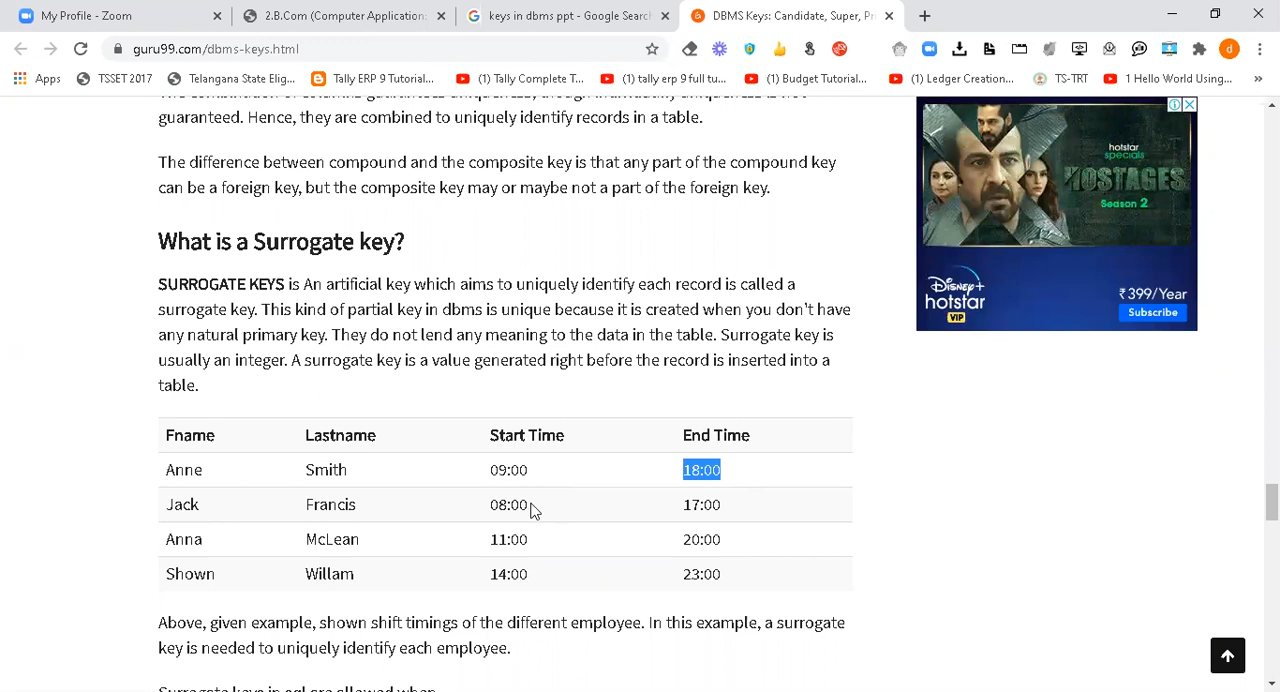 My Profile - Zoom
2.B.Com (Computer Application:
keys in dbms ppt - Google Search
DBMS Keys: Candidate, Super, Pri
guru99.com/dbms-keys.html
d
Apps
TSSET 2017
Telangana State Elig...
Tally ERP 9 Tutorial...
(1) Tally Complete T...
(1) tally erp 9 full tu...
(1) Budget Tutorial...
(1) Ledger Creation...
TS-TRT
1 Hello World Using...
guaranteed. Hence, they are combined to uniquely identify records in a table.
The difference between compound and the composite key is that any part of the compound key
can be a foreign key, but the composite key may or maybe not a part of the foreign key.
What is a Surrogate key?
SURROGATE KEYS is An artificial key which aims to uniquely identify each record is called a
surrogate key. This kind of partial key in dbms is unique because it is created when you don't have
any natural primary key. They do not lend any meaning to the data in the table. Surrogate key is
usually an integer. A surrogate key is a value generated right before the record is inserted into a
table.
Fname Lastname Start Time End Time
Anne Smith 09:00 18:00
Jack Francis 08:00 17:00
Anna McLean 11:00 20:00
Shown Willam 14:00 23:00
Above, given example, shown shift timings of the different employee. In this example, a surrogate
key is needed to uniquely identify each employee.
Surrogate keys in sql are allowed when
hotstar
specials
HOSTAGES
Season 2
Disney+
hotstar
VIP
₹399/Year
Subscribe